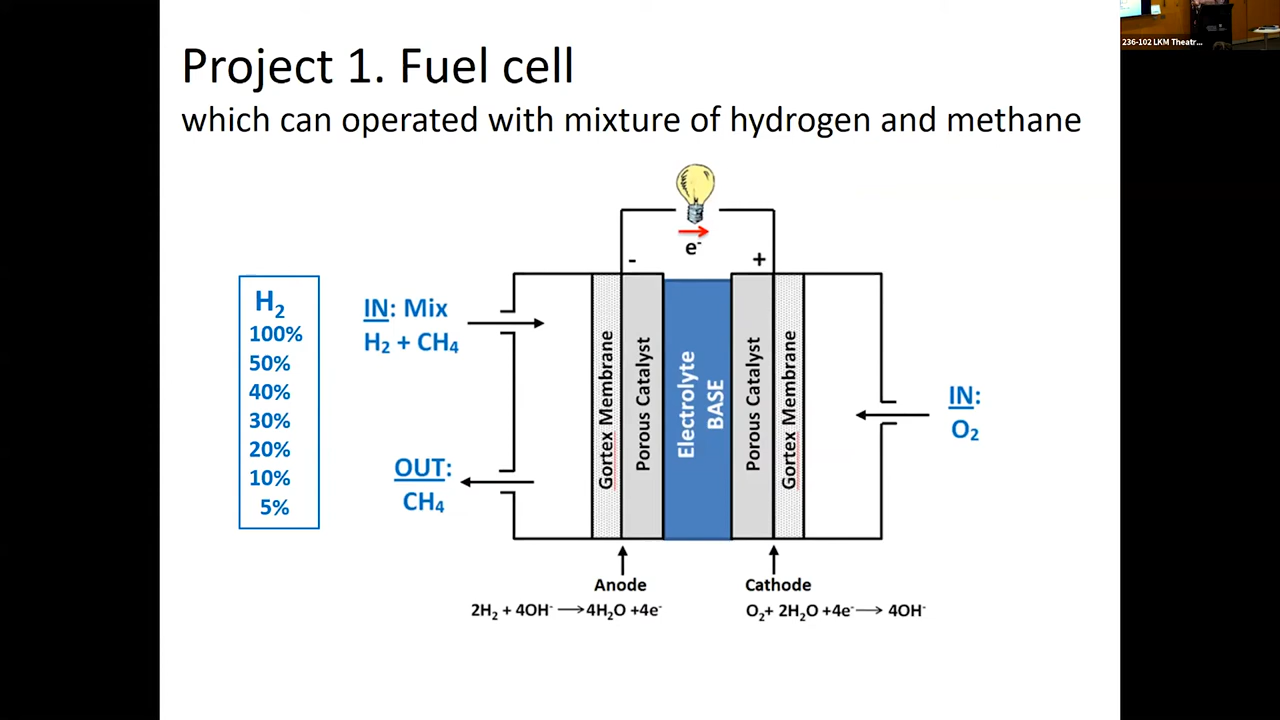 Project 1. Fuel cell
which can operated with mixture of hydrogen and methane
236-102 LKM Theatr...
e⁻
- +
H₂
100%
50%
40%
30%
20%
10%
5%
IN: Mix
H₂ + CH₄
OUT:
CH₄
Gortex Membrane
Porous Catalyst
Electrolyte
BASE
Porous Catalyst
Gortex Membrane
IN:
O₂
Anode
2H₂ + 4OH⁻ ⟶4H₂O +4e⁻
Cathode
O₂+ 2H₂O +4e⁻⟶ 4OH⁻